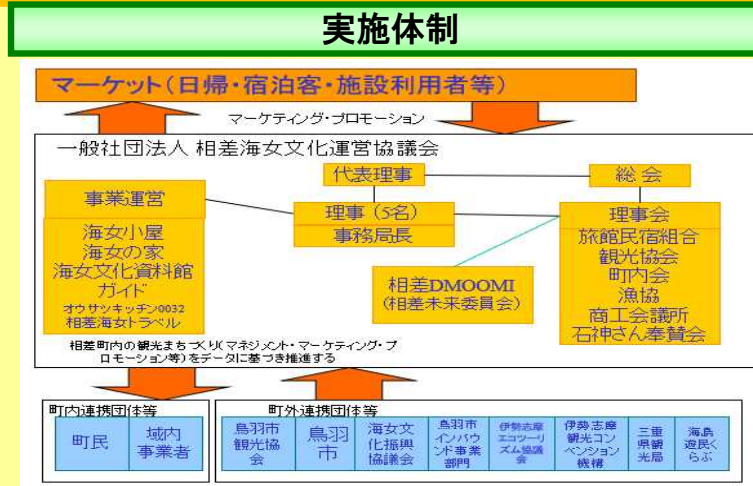 実施体制
マーケット(日帰・宿泊客・施設利用者等)
マーケティング・プロモーション
一般社団法人 相差海女文化運営協議会
代表理事
総会
事業運営
理事(5名)
事務局長
理事会
海女小屋
海女の家
海女文化資料館
ガイド
オウサツキッチン0032
相差海女トラベル
旅館民宿組合
観光協会
町内会
漁協
商工会議所
石神さん奉賛会
相差DMOOMI
(相差未来委員会)
相差町内の観光まちづくり(マネジメント・マーケティング・プ
ロモーション等)をデータに基づき推進する
町内連携団体等
町民
域内
事業者
町外連携団体等
鳥羽市
観光協
会
鳥羽
市
海女文
化振興
協議会
鳥羽市
インバウ
ンド事業
部門
伊勢志摩
エコツーリ
ズム協議
会
伊勢志摩
観光コン
ベンション
機構
三重
県観
光局
海島
遊民く
らぶ